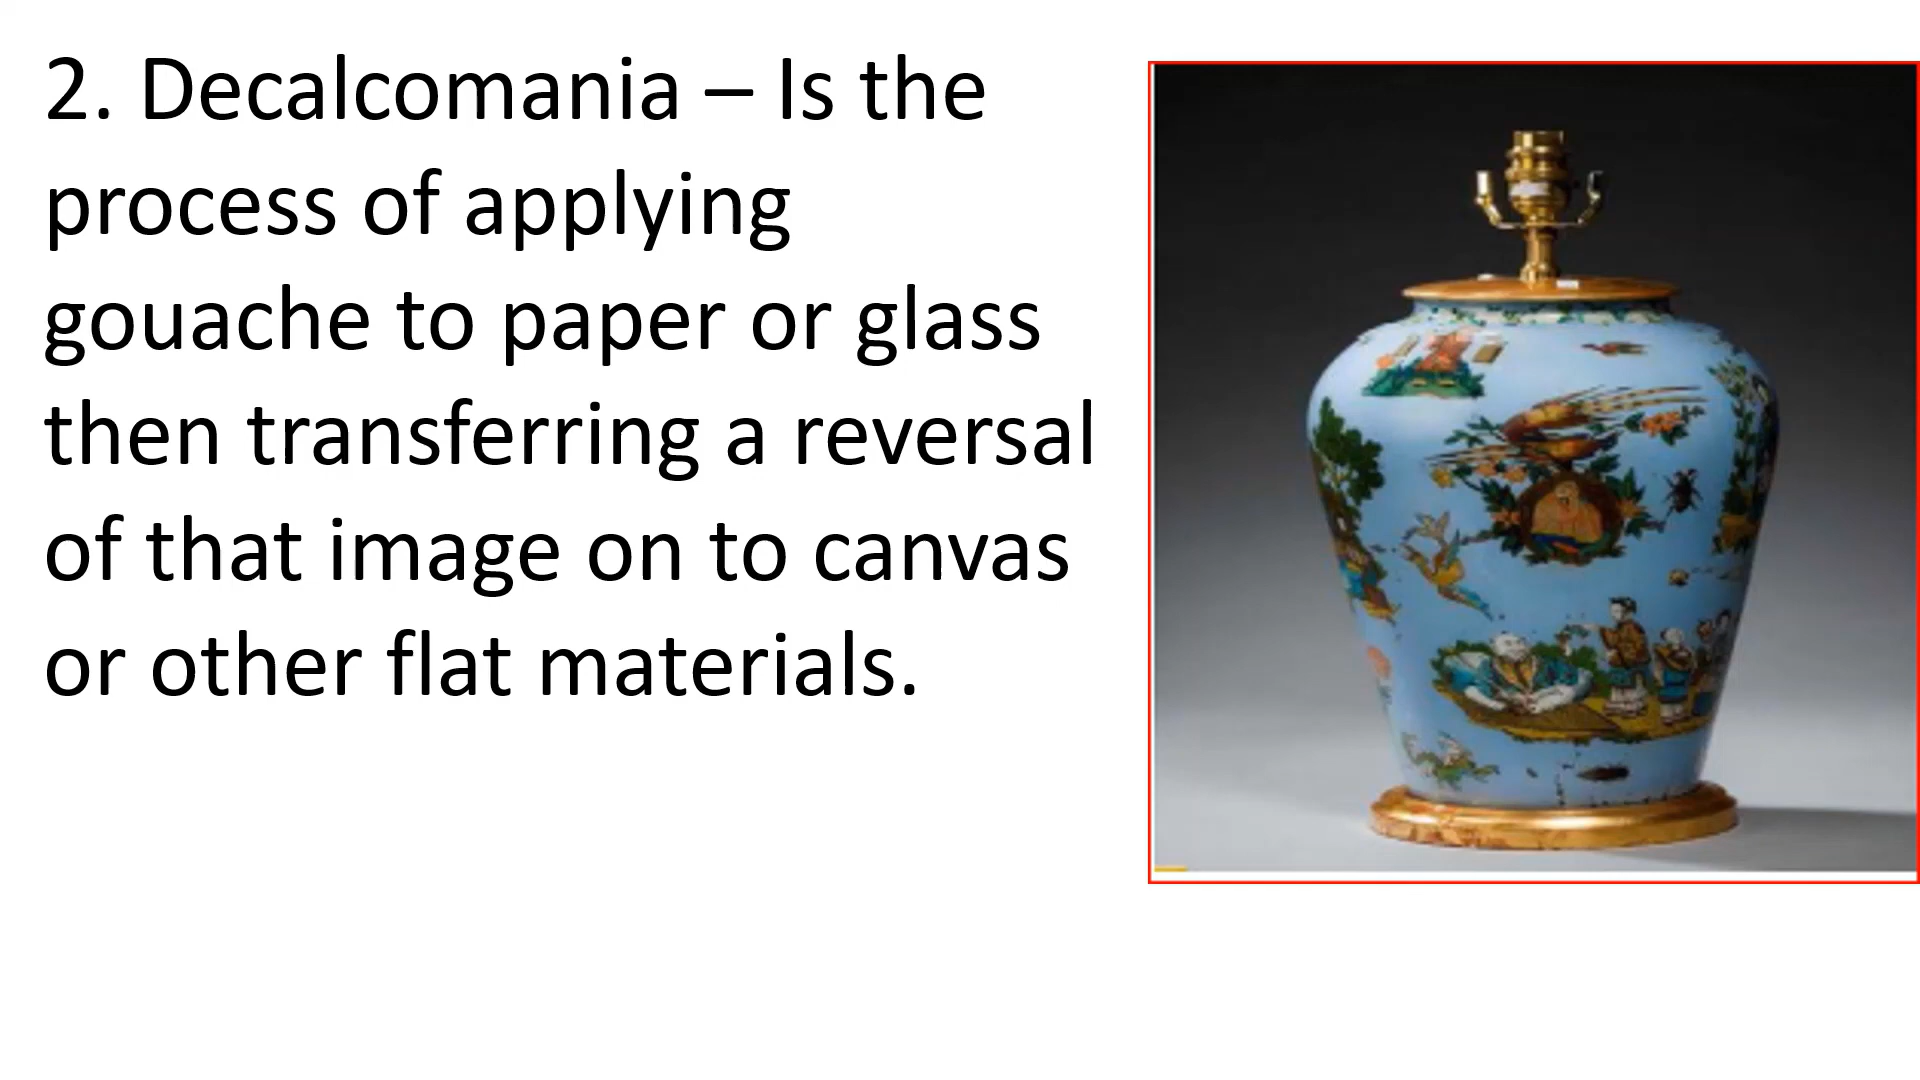 2. Decalcomania – Is the
process of applying
gouache to paper or glass
then transferring a reversal
of that image on to canvas
or other flat materials.